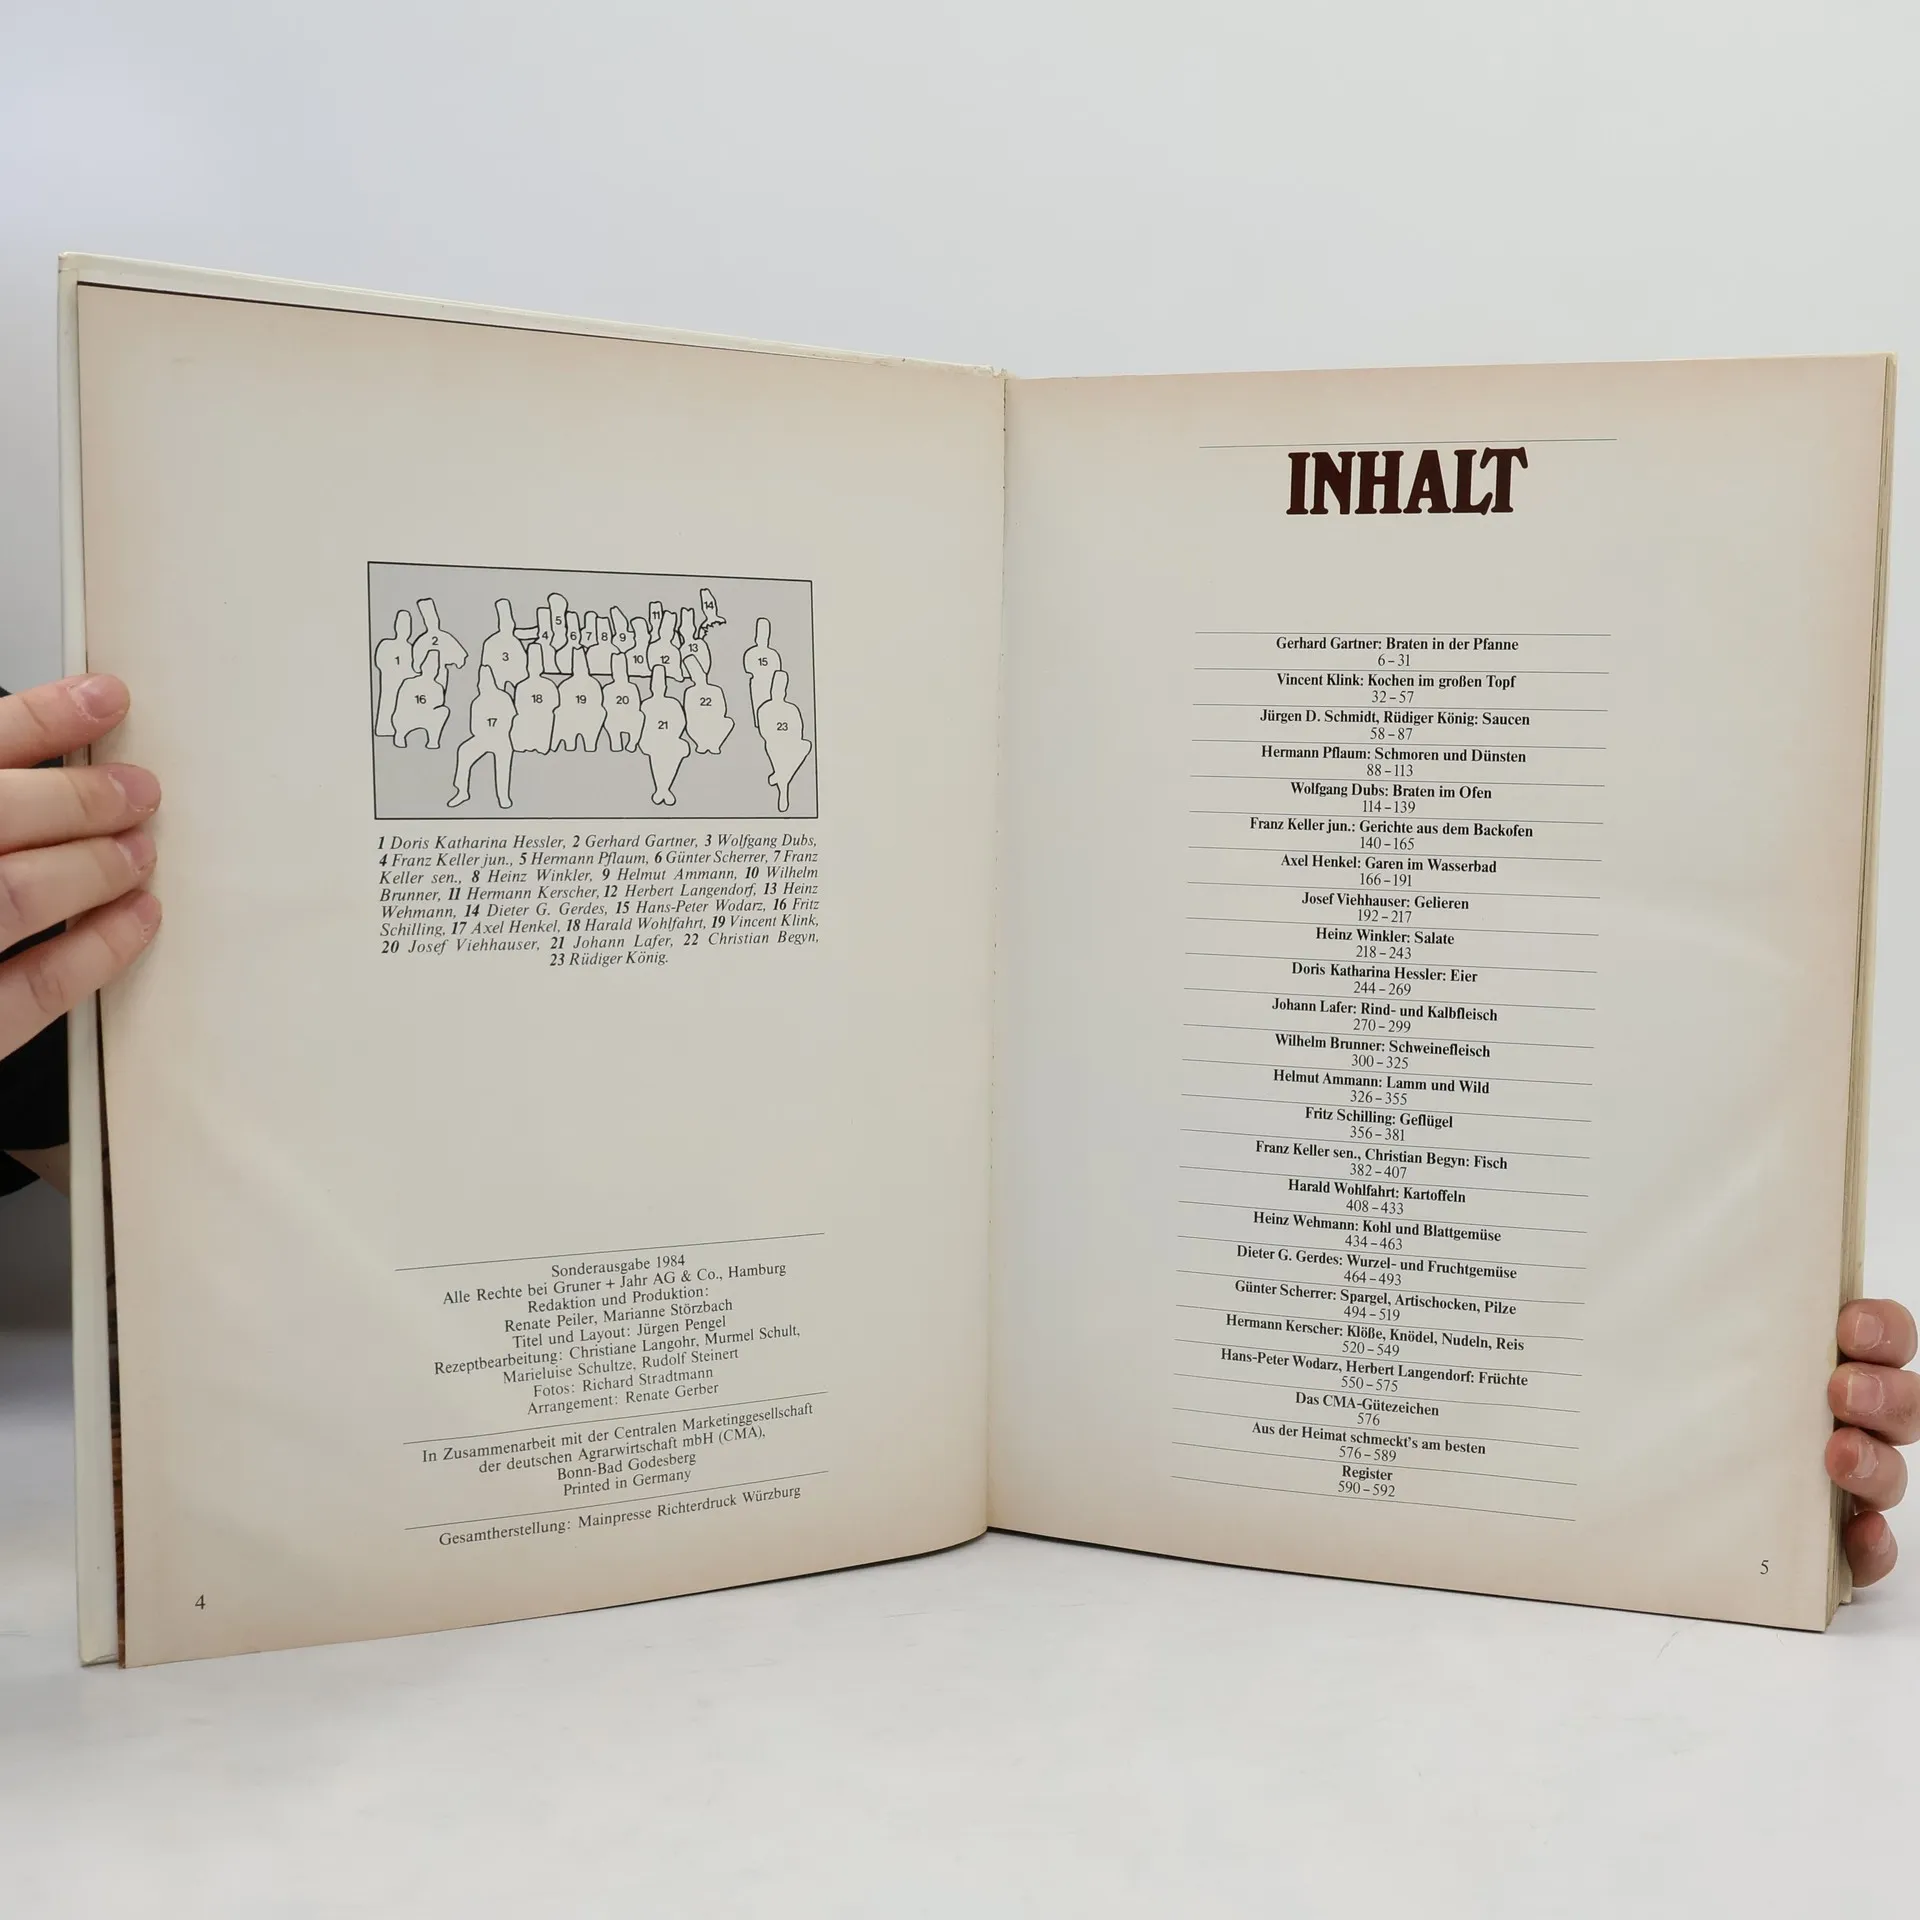 1
2
3
4
5
6
7
8
9
10
11
12
13
14
15
16
17
18
19
20
21
22
23
1 Doris Katharina Hessler, 2 Gerhard Gartner, 3 Wolfgang Dubs,
4 Franz Keller jun., 5 Hermann Pflaum, 6 Günter Scherrer, 7 Franz
Keller sen., 8 Heinz Winkler, 9 Helmut Ammann, 10 Wilhelm
Brunner, 11 Hermann Kerscher, 12 Herbert Langendorf, 13 Heinz
Wehmann, 14 Dieter G. Gerdes, 15 Hans-Peter Wodarz, 16 Fritz
Schilling, 17 Axel Henkel, 18 Harald Wohlfahrt, 19 Vincent Klink,
20 Josef Viehhauser, 21 Johann Lafer, 22 Christian Begyn,
23 Rüdiger König.
Sonderausgabe 1984
Alle Rechte bei Gruner + Jahr AG & Co., Hamburg
Redaktion und Produktion:
Renate Peiler, Marianne Störzbach
Titel und Layout: Jürgen Pengel
Rezeptbearbeitung: Christiane Langohr, Murmel Schult,
Marieluise Schultze, Rudolf Steinert
Fotos: Richard Stradtmann
Arrangement: Renate Gerber
In Zusammenarbeit mit der Centralen Marketinggesellschaft
der deutschen Agrarwirtschaft mbH (CMA),
Bonn-Bad Godesberg
Printed in Germany
Gesamtherstellung: Mainpresse Richterdruck Würzburg
4
INHALT
Gerhard Gartner: Braten in der Pfanne
6–31
Vincent Klink: Kochen im großen Topf
32–57
Jürgen D. Schmidt, Rüdiger König: Saucen
58–87
Hermann Pflaum: Schmoren und Dünsten
88–113
Wolfgang Dubs: Braten im Ofen
114–139
Franz Keller jun.: Gerichte aus dem Backofen
140–165
Axel Henkel: Garen im Wasserbad
166–191
Josef Viehhauser: Gelieren
192–217
Heinz Winkler: Salate
218–243
Doris Katharina Hessler: Eier
244–269
Johann Lafer: Rind- und Kalbfleisch
270–299
Wilhelm Brunner: Schweinefleisch
300–325
Helmut Ammann: Lamm und Wild
326–355
Fritz Schilling: Geflügel
356–381
Franz Keller sen., Christian Begyn: Fisch
382–407
Harald Wohlfahrt: Kartoffeln
408–433
Heinz Wehmann: Kohl und Blattgemüse
434–463
Dieter G. Gerdes: Wurzel- und Fruchtgemüse
464–493
Günter Scherrer: Spargel, Artischocken, Pilze
494–519
Hermann Kerscher: Klöße, Knödel, Nudeln, Reis
520–549
Hans-Peter Wodarz, Herbert Langendorf: Früchte
550–575
Das CMA-Gütezeichen
576
Aus der Heimat schmeckt's am besten
576–589
Register
590–592
5